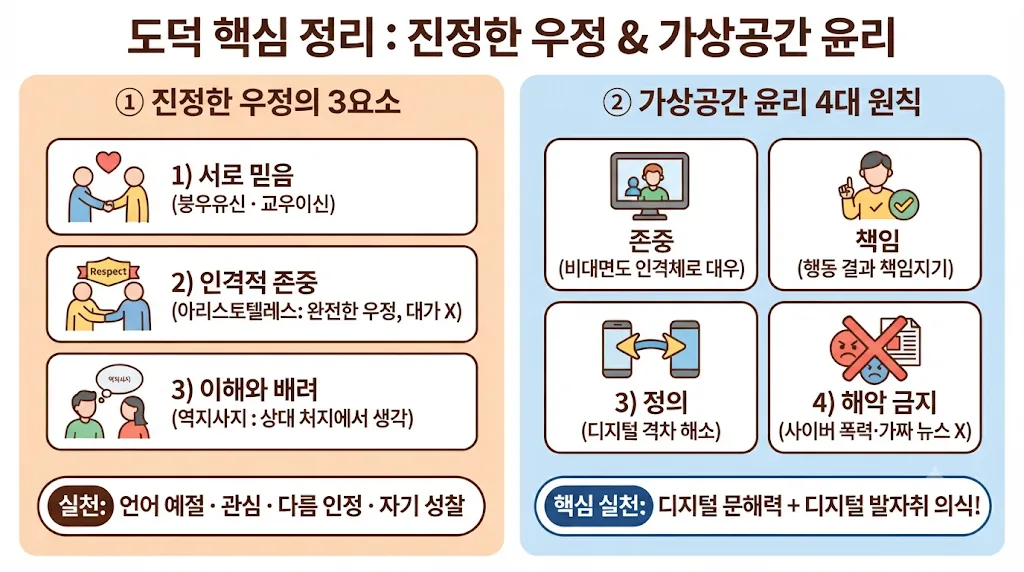 도덕 핵심 정리 : 진정한 우정 & 가상공간 윤리
① 진정한 우정의 3요소
1) 서로 믿음
(붕우유신 · 교우이신)
Respect
2) 인격적 존중
(아리스토텔레스: 완전한 우정, 대가 X)
역지사지
3) 이해와 배려
(역지사지 : 상대 처지에서 생각)
실천: 언어 예절 · 관심 · 다름 인정 · 자기 성찰
② 가상공간 윤리 4대 원칙
존중
(비대면도 인격체로 대우)
책임
(행동 결과 책임지기)
3) 정의
(디지털 격차 해소)
4) 해악 금지
(사이버 폭력·가짜 뉴스 X)
핵심 실천: 디지털 문해력 + 디지털 발자취 의식!